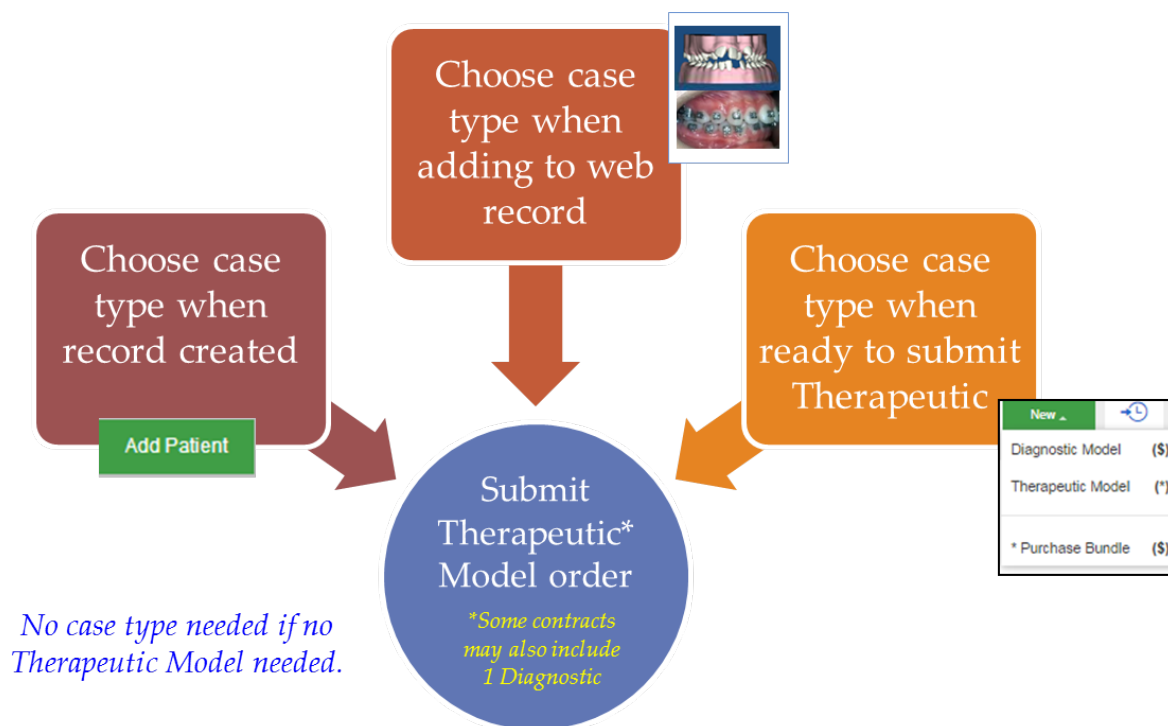 Choose case
type when
adding to web
record
Choose case
type when
record created
Add Patient
Choose case
type when
ready to submit
Therapeutic
New
Diagnostic Model ($)
Therapeutic Model (*)
* Purchase Bundle ($)
Submit
Therapeutic*
Model order
*Some contracts
may also include
1 Diagnostic
No case type needed if no
Therapeutic Model needed.